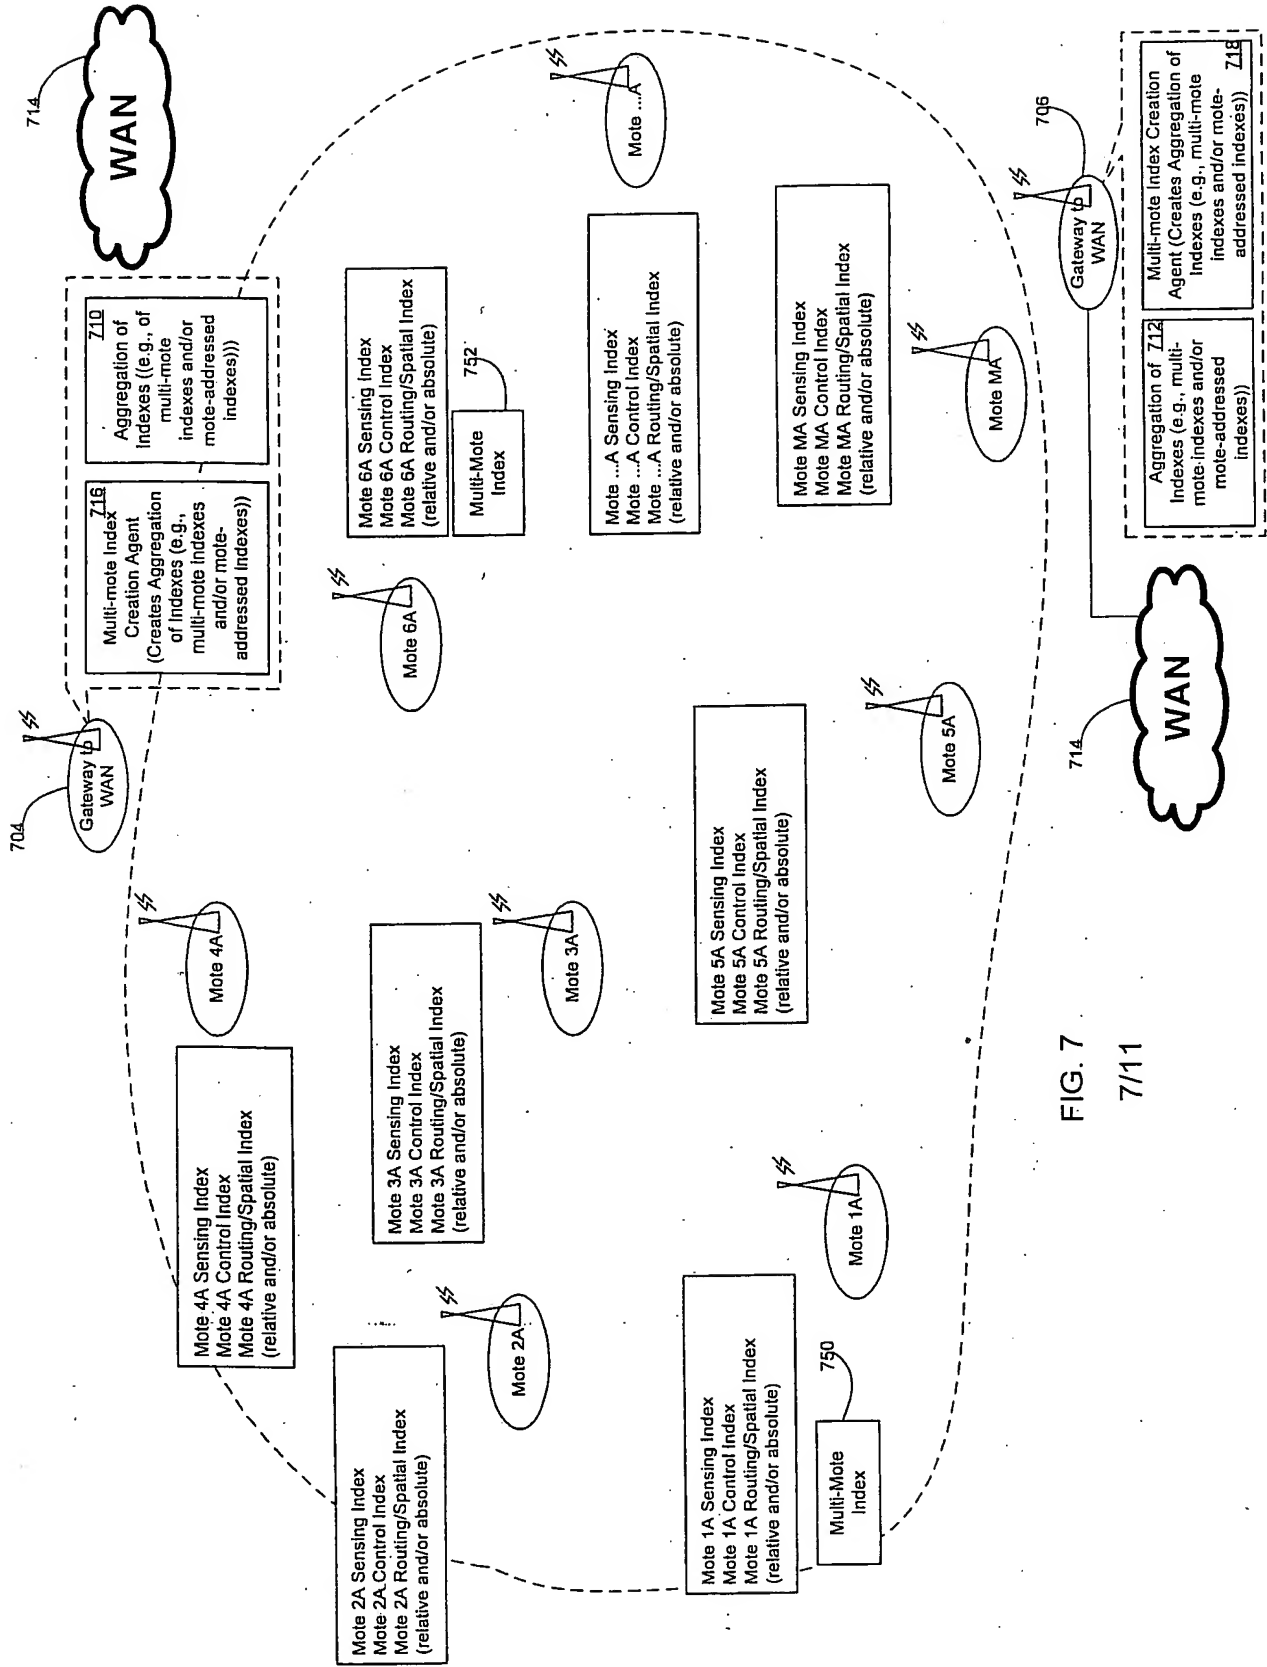 714
WAN
704
Gateway to
WAN
716
Multi-mote Index
Creation Agent
(Creates Aggregation
of Indexes (e.g.,
multi-mote indexes
and/or mote-
addressed Indexes))
710
Aggregation of
Indexes ((e.g., of
multi-mote
indexes and/or
mote-addressed
indexes)))
Mote 4A Sensing Index
Mote 4A Control Index
Mote 4A Routing/Spatial Index
(relative and/or absolute)
Mote 4A
Mote 6A
Mote 6A Sensing Index
Mote 6A Control Index
Mote 6A Routing/Spatial Index
(relative and/or absolute)
Multi-Mote
Index
752
Mote ...A
Mote 2A Sensing Index
Mote 2A Control Index
Mote 2A Routing/Spatial Index
(relative and/or absolute)
Mote 2A
Mote 3A Sensing Index
Mote 3A Control Index
Mote 3A Routing/Spatial Index
(relative and/or absolute)
Mote 3A
Mote ...A Sensing Index
Mote ...A Control Index
Mote ...A Routing/Spatial Index
(relative and/or absolute)
Mote 1A Sensing Index
Mote 1A Control Index
Mote 1A Routing/Spatial Index
(relative and/or absolute)
Multi-Mote
Index
750
Mote 1A
Mote 5A Sensing Index
Mote 5A Control Index
Mote 5A Routing/Spatial Index
(relative and/or absolute)
Mote 5A
Mote MA Sensing Index
Mote MA Control Index
Mote MA Routing/Spatial Index
(relative and/or absolute)
Mote MA
706
Gateway to
WAN
714
WAN
Aggregation of 712
Indexes (e.g., multi-
mote indexes and/or
mote-addressed
indexes))
Multi-mote Index Creation
Agent (Creates Aggregation of
Indexes (e.g., multi-mote
indexes and/or mote-
addressed indexes))
718
FIG. 7
7/11